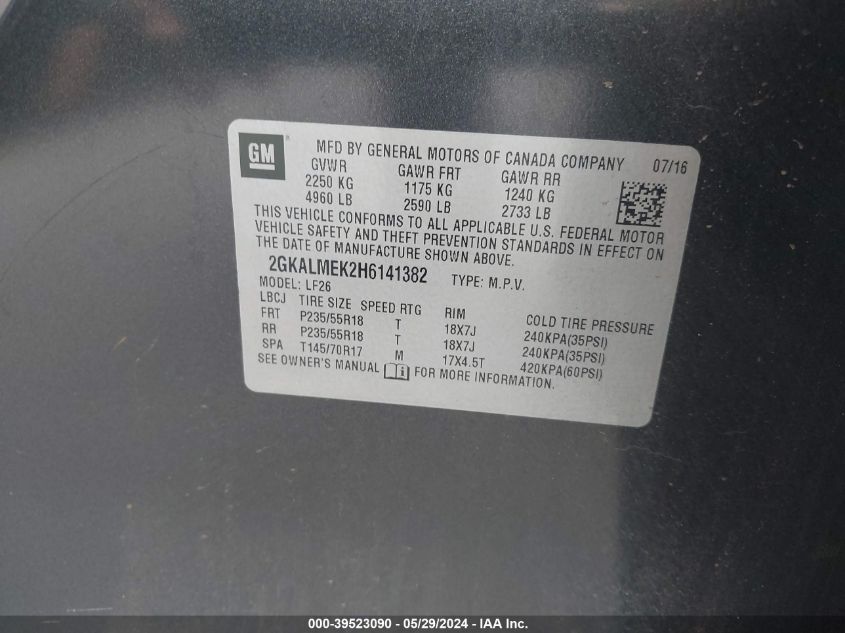 GM ® MFD BY GENERAL MOTORS OF CANADA COMPANY 07/16
GVWR GAWR FRT GAWR RR
2250 KG 1175 KG 1240 KG
4960 LB 2590 LB 2733 LB
THIS VEHICLE CONFORMS TO ALL APPLICABLE U.S. FEDERAL MOTOR
VEHICLE SAFETY AND THEFT PREVENTION STANDARDS IN EFFECT ON
THE DATE OF MANUFACTURE SHOWN ABOVE.
2GKALMEK2H6141382 TYPE: M.P.V.
MODEL: LF26
LBCJ TIRE SIZE SPEED RTG RIM COLD TIRE PRESSURE
FRT P235/55R18 T 18X7J 240KPA(35PSI)
RR P235/55R18 T 18X7J 240KPA(35PSI)
SPA T145/70R17 M 17X4.5T 420KPA(60PSI)
SEE OWNER'S MANUAL FOR MORE INFORMATION.
000-39523090 - 05/29/2024 - IAA Inc.